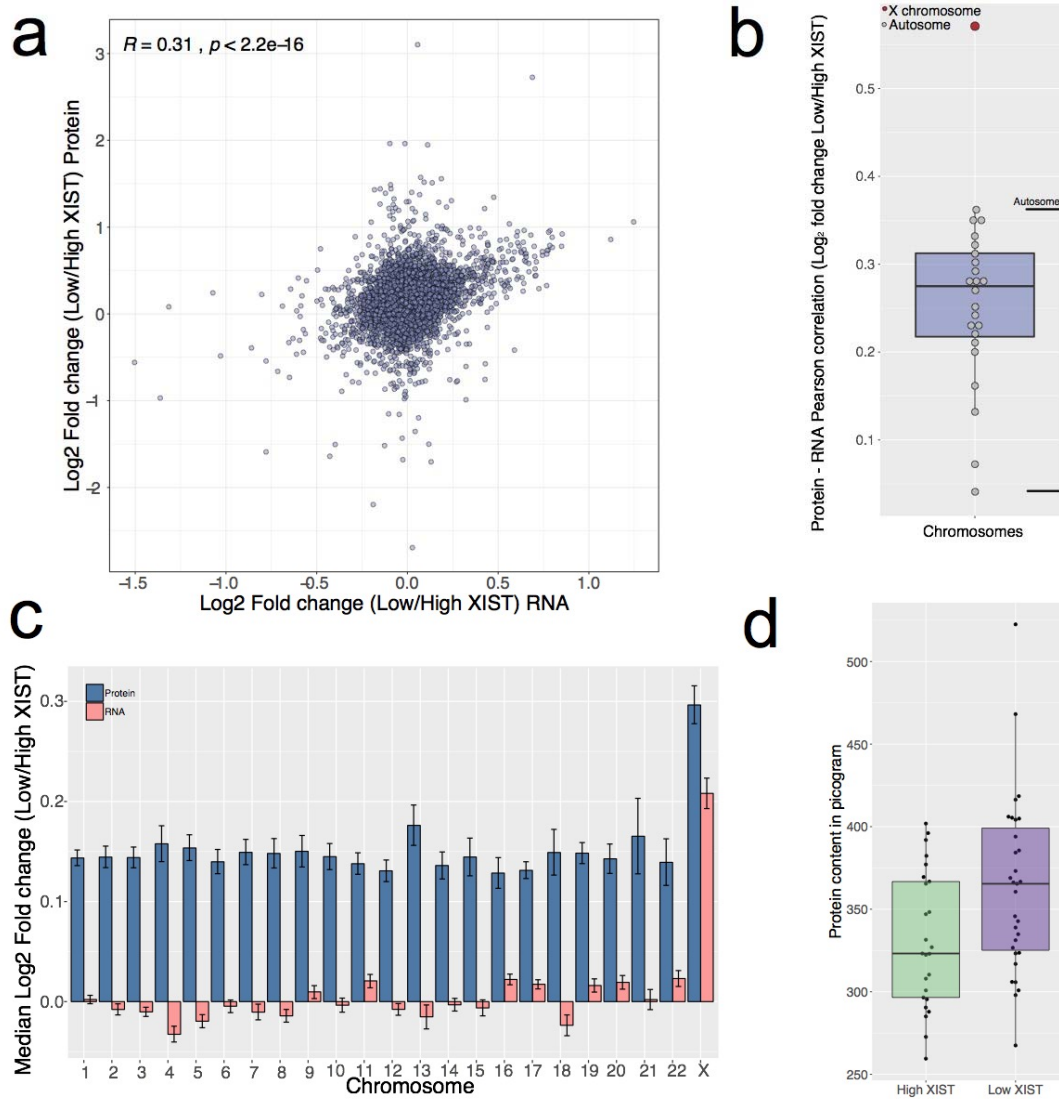 a
R = 0.31 , p < 2.2e-16
Log2 Fold change (Low/High XIST) Protein
3
2
1
0
−1
−2
−1.5
−1.0
−0.5
0.0
0.5
1.0
Log2 Fold change (Low/High XIST) RNA
b
X chromosome
Autosome
Protein - RNA Pearson correlation (Log₂ fold change Low/High XIST)
0.5
0.4
0.3
0.2
0.1
Autosome
Chromosomes
c
Median Log2 Fold change (Low/High XIST)
Protein
RNA
0.3
0.2
0.1
0.0
1 2 3 4 5 6 7 8 9 10 11 12 13 14 15 16 17 18 19 20 21 22 X
Chromosome
d
Protein content in picogram
500
450
400
350
300
250
High XIST
Low XIST